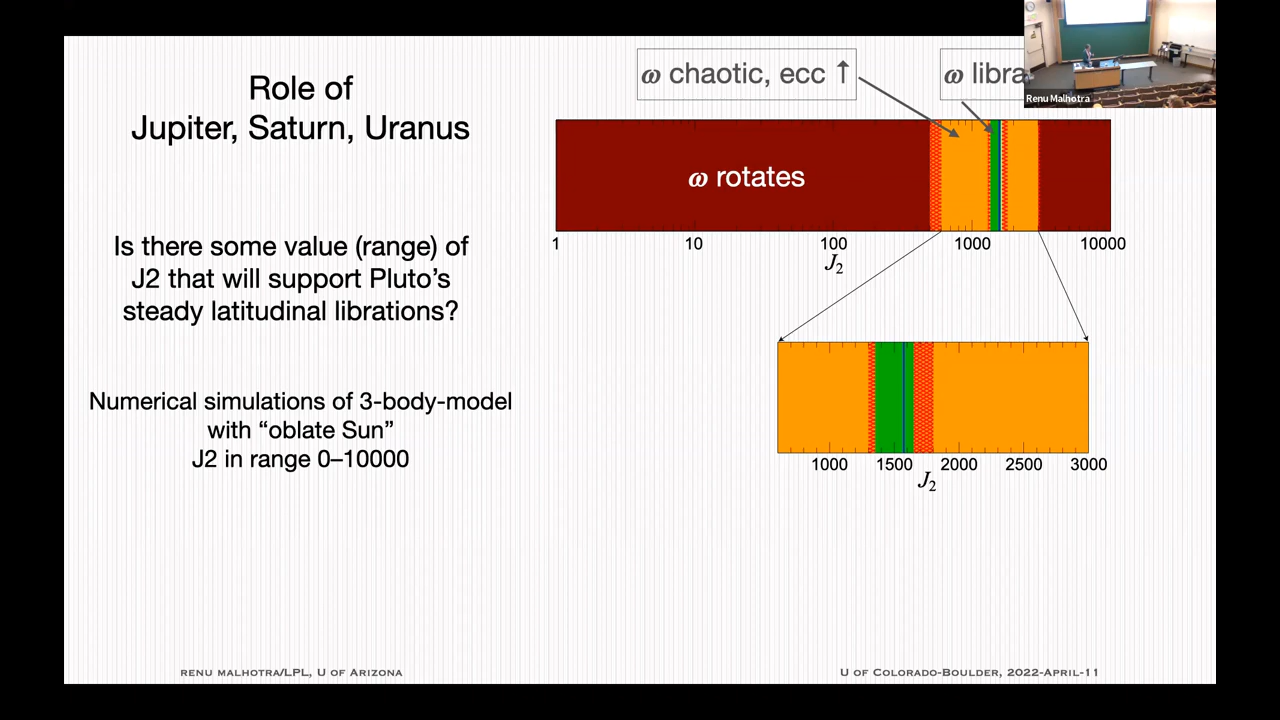 Role of
Jupiter, Saturn, Uranus
Is there some value (range) of
J2 that will support Pluto's
steady latitudinal librations?
Numerical simulations of 3-body-model
with “oblate Sun”
J2 in range 0–10000
ω chaotic, ecc ↑
ω libra
Renu Malhotra
ω rotates
1 10 100 1000 10000
J2
1000 1500 2000 2500 3000
J2
RENU MALHOTRA/LPL, U OF ARIZONA
U OF COLORADO-BOULDER, 2022-APRIL-11